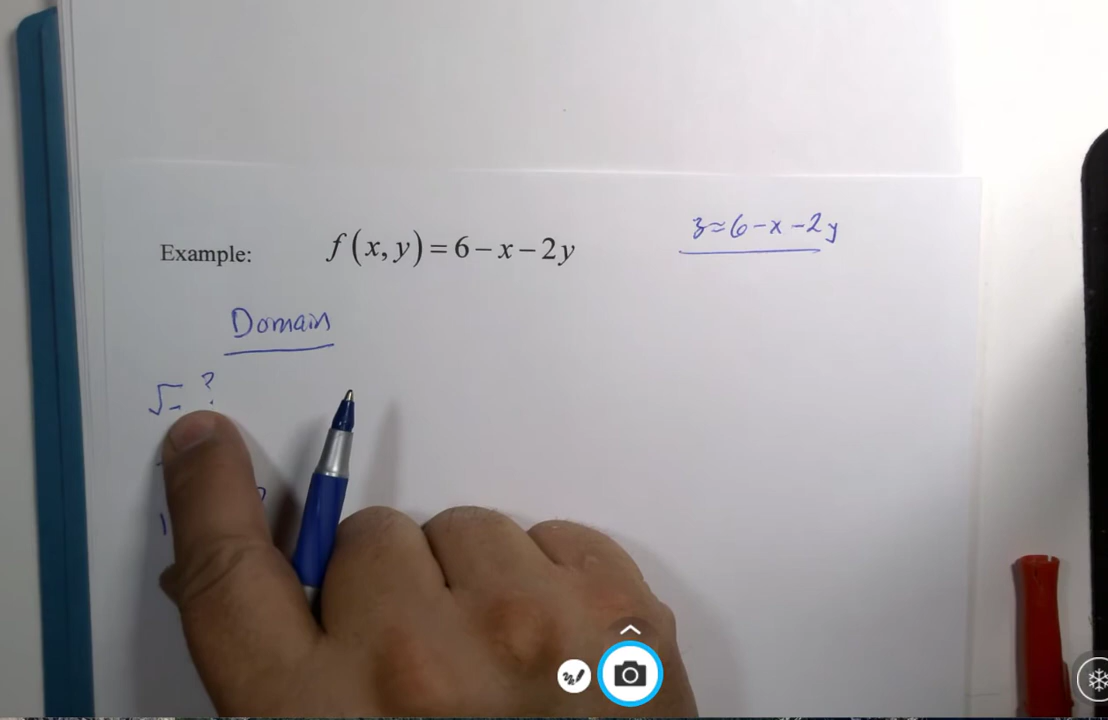 Example: f(x,y)=6-x-2y
z=6-x-2y
Domain
√- ?